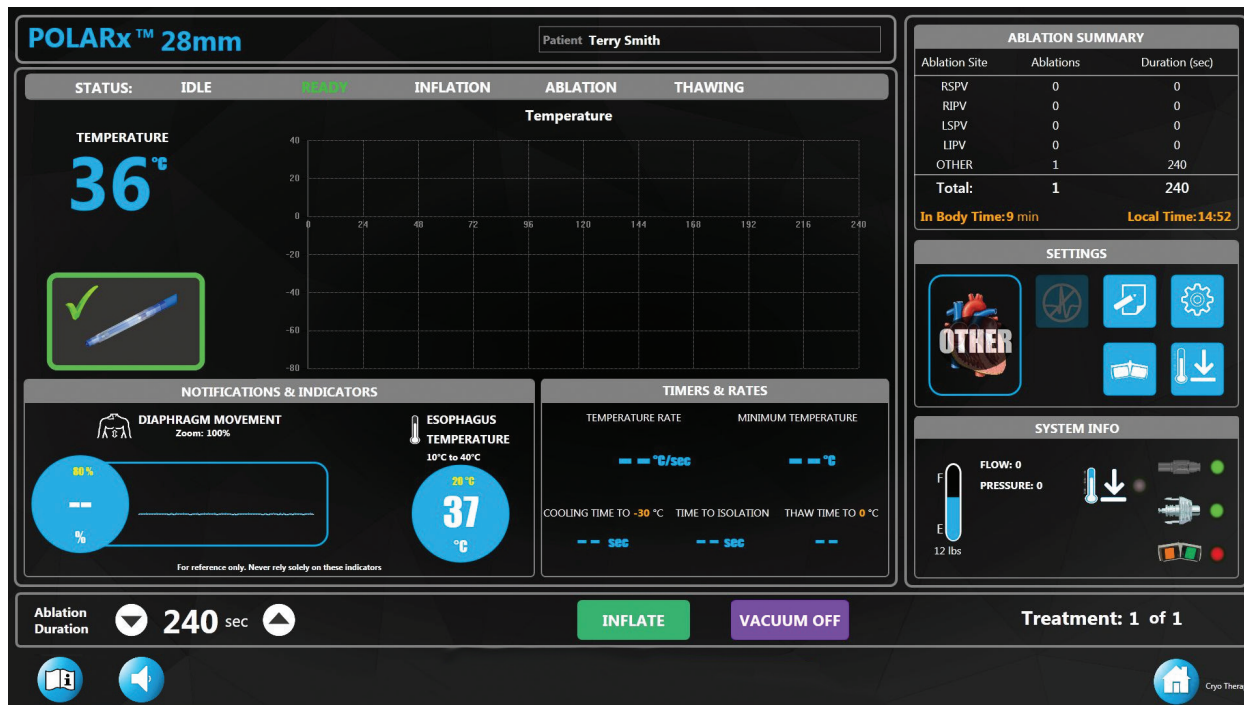 POLARx™ 28mm
Patient Terry Smith
STATUS: IDLE READY INFLATION ABLATION THAWING
TEMPERATURE
36 °C
Temperature
40
20
0
0 24 48 72 96 120 144 168 192 216 240
-20
-40
-60
-80
NOTIFICATIONS & INDICATORS
DIAPHRAGM MOVEMENT
Zoom: 100%
80 %
--
%
ESOPHAGUS
TEMPERATURE
10°C to 40°C
20 °C
37
°C
For reference only. Never rely solely on these indicators
TIMERS & RATES
TEMPERATURE RATE MINIMUM TEMPERATURE
-- °C/sec -- °C
COOLING TIME TO -30 °C TIME TO ISOLATION THAW TIME TO 0 °C
-- sec -- sec --
ABLATION SUMMARY
Ablation Site Ablations Duration (sec)
RSPV 0 0
RIPV 0 0
LSPV 0 0
LIPV 0 0
OTHER 1 240
Total: 1 240
In Body Time:9 min Local Time:14:52
SETTINGS
OTHER
SYSTEM INFO
F
E
12 lbs
FLOW: 0
PRESSURE: 0
Ablation
Duration
240 sec
INFLATE
VACUUM OFF
Treatment: 1 of 1
Cryo Thera